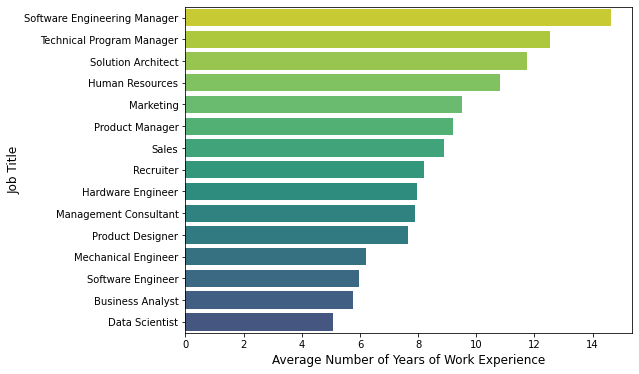 Software Engineering Manager
Technical Program Manager
Solution Architect
Human Resources
Marketing
Product Manager
Sales
Recruiter
Hardware Engineer
Management Consultant
Product Designer
Mechanical Engineer
Software Engineer
Business Analyst
Data Scientist
Job Title
0 2 4 6 8 10 12 14
Average Number of Years of Work Experience